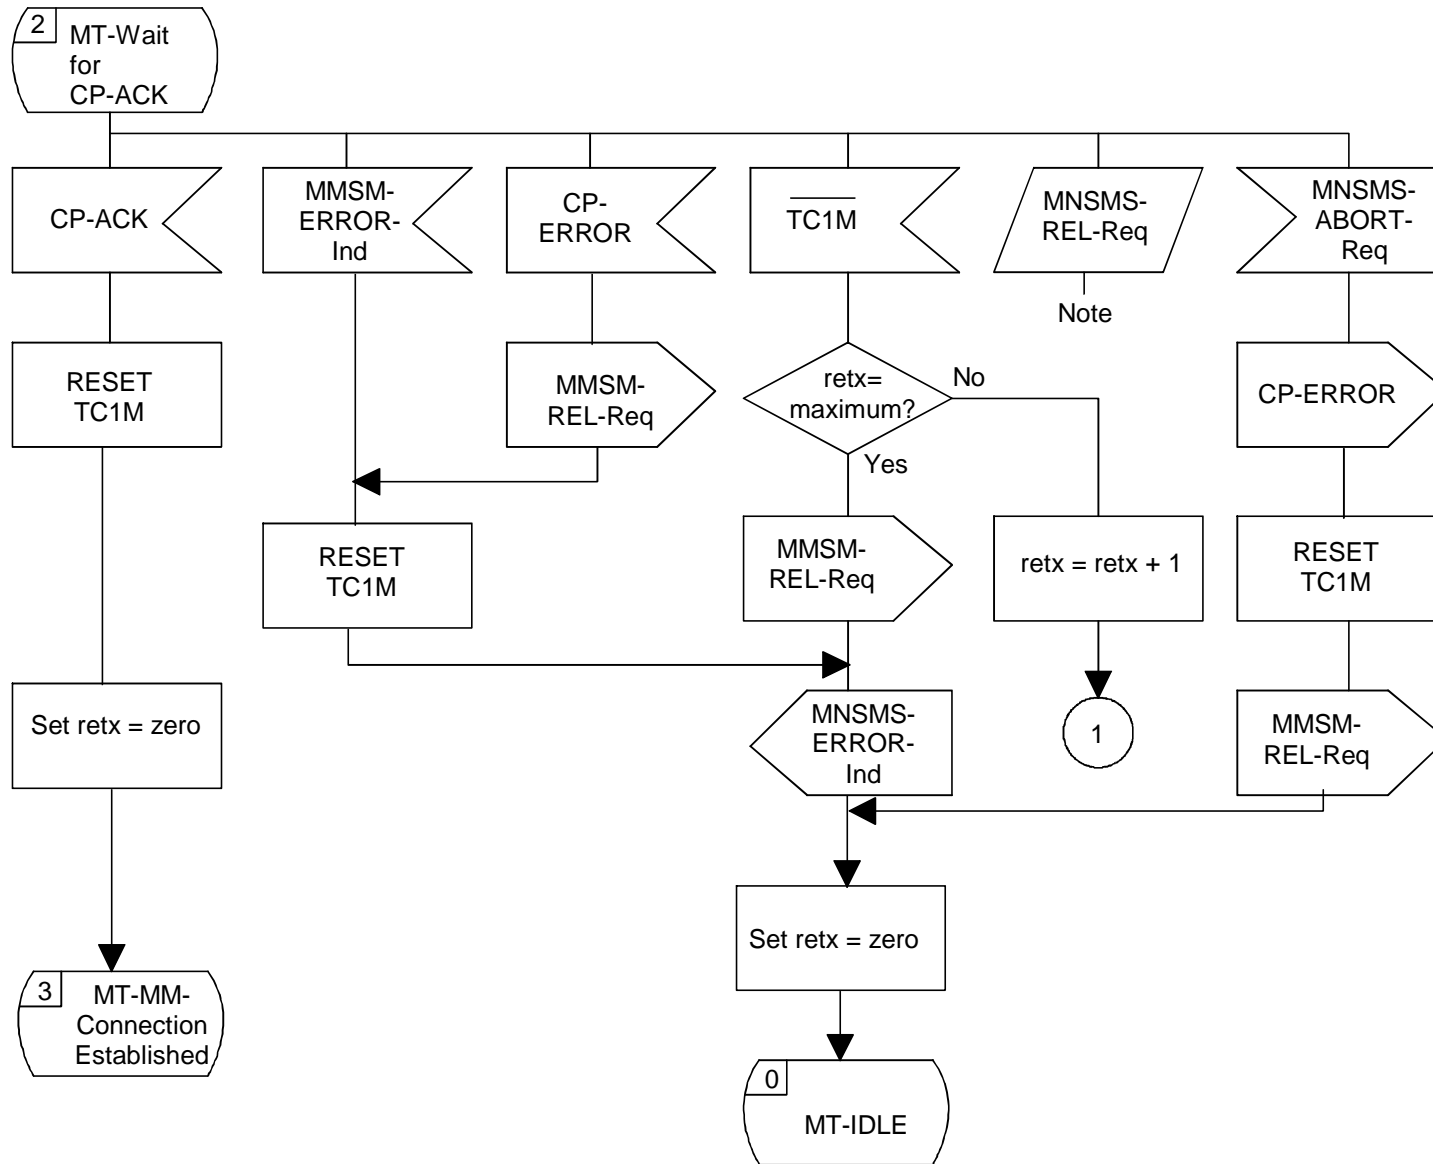 2
MT-Wait
for
CP-ACK
CP-ACK
MMSM-
ERROR-
Ind
CP-
ERROR
TC1M
MNSMS-
REL-Req
MNSMS-
ABORT-
Req
Note
RESET
TC1M
MMSM-
REL-Req
retx=
maximum?
No
Yes
CP-ERROR
RESET
TC1M
MMSM-
REL-Req
retx = retx + 1
RESET
TC1M
Set retx = zero
MNSMS-
ERROR-
Ind
1
MMSM-
REL-Req
Set retx = zero
3
MT-MM-
Connection
Established
0
MT-IDLE